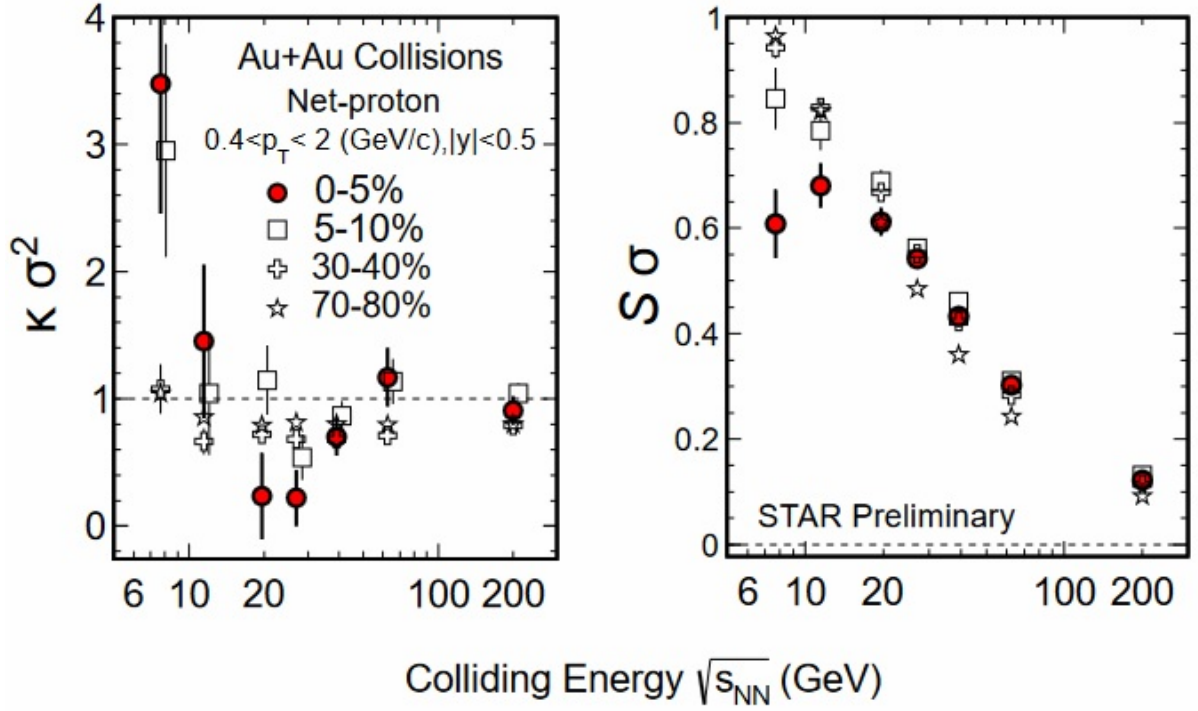 κ σ²
4
3
2
1
0
Au+Au Collisions
Net-proton
0.4<p_T< 2 (GeV/c),|y|<0.5
0-5%
5-10%
30-40%
70-80%
6 10 20 100 200
S σ
1
0.8
0.6
0.4
0.2
0
STAR Preliminary
6 10 20 100 200
Colliding Energy √s_NN (GeV)